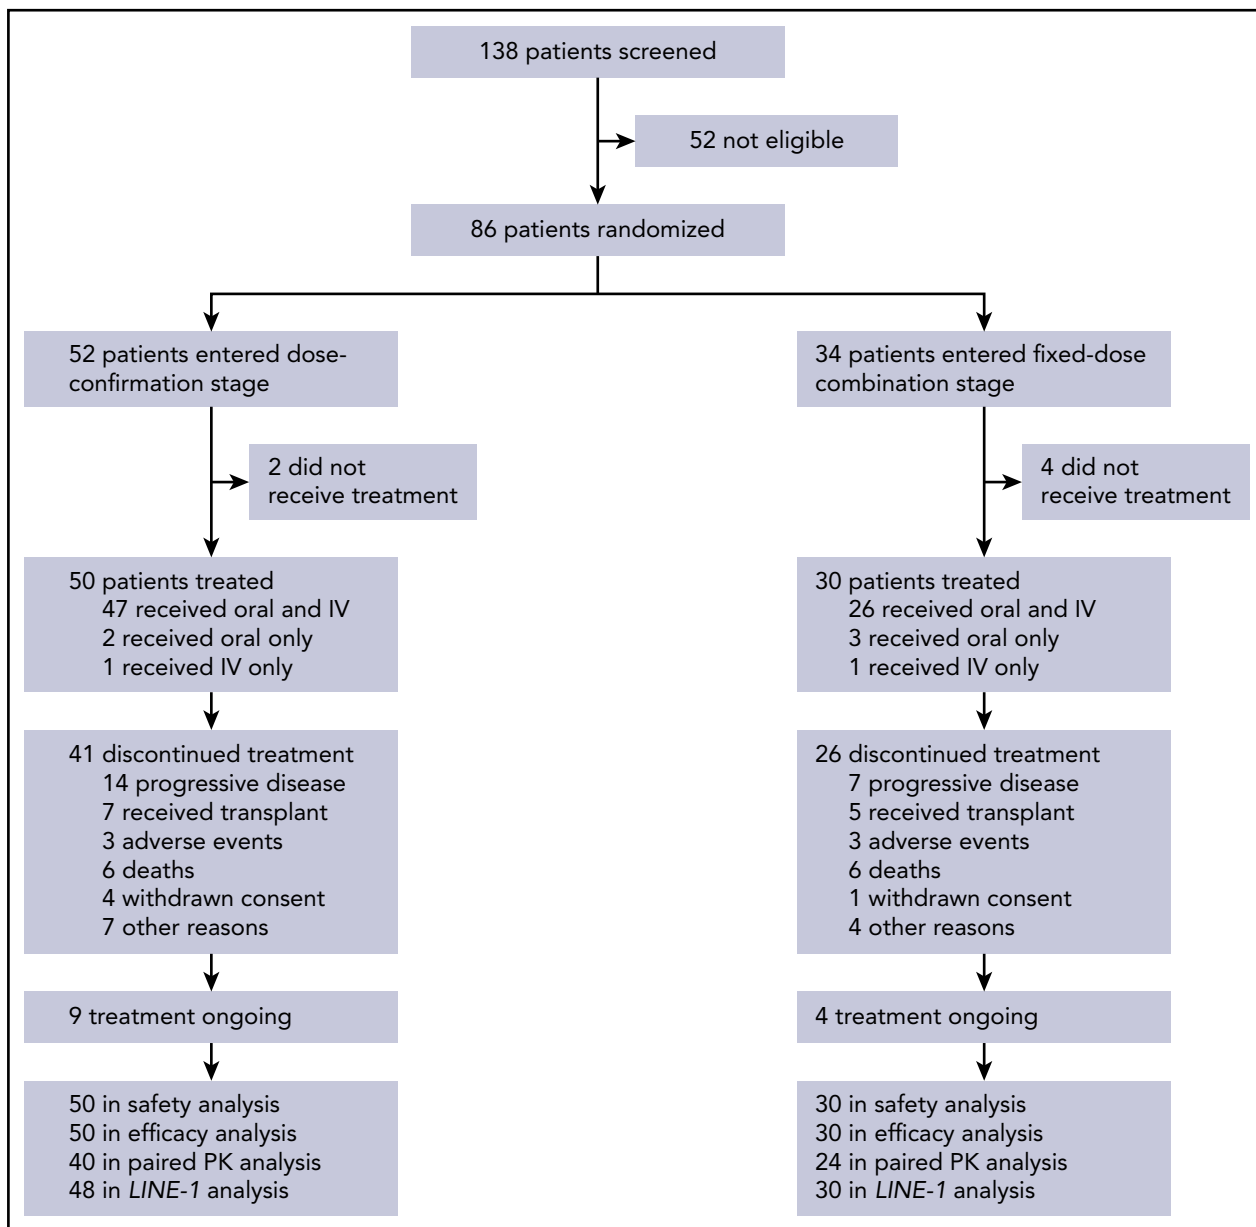 138 patients screened
52 not eligible
86 patients randomized
52 patients entered dose-
confirmation stage
2 did not
receive treatment
50 patients treated
47 received oral and IV
2 received oral only
1 received IV only
41 discontinued treatment
14 progressive disease
7 received transplant
3 adverse events
6 deaths
4 withdrawn consent
7 other reasons
9 treatment ongoing
50 in safety analysis
50 in efficacy analysis
40 in paired PK analysis
48 in LINE-1 analysis
34 patients entered fixed-dose
combination stage
4 did not
receive treatment
30 patients treated
26 received oral and IV
3 received oral only
1 received IV only
26 discontinued treatment
7 progressive disease
5 received transplant
3 adverse events
6 deaths
1 withdrawn consent
4 other reasons
4 treatment ongoing
30 in safety analysis
30 in efficacy analysis
24 in paired PK analysis
30 in LINE-1 analysis